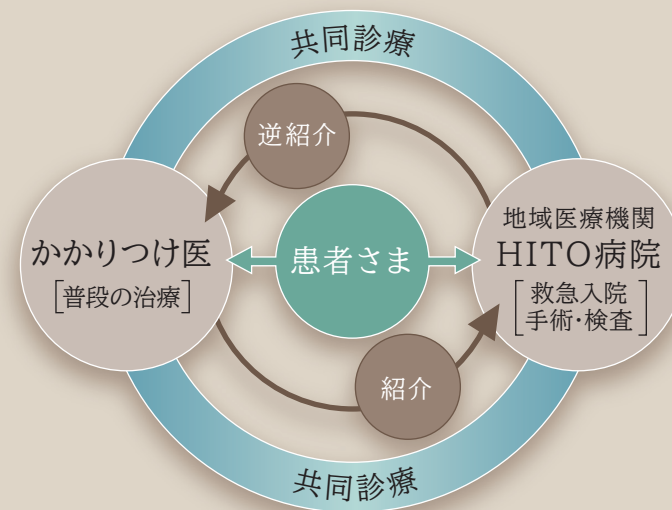 共同診療
逆紹介
かかりつけ医
[普段の治療]
患者さま
地域医療機関
HITO病院
[救急入院
手術・検査]
紹介
共同診療